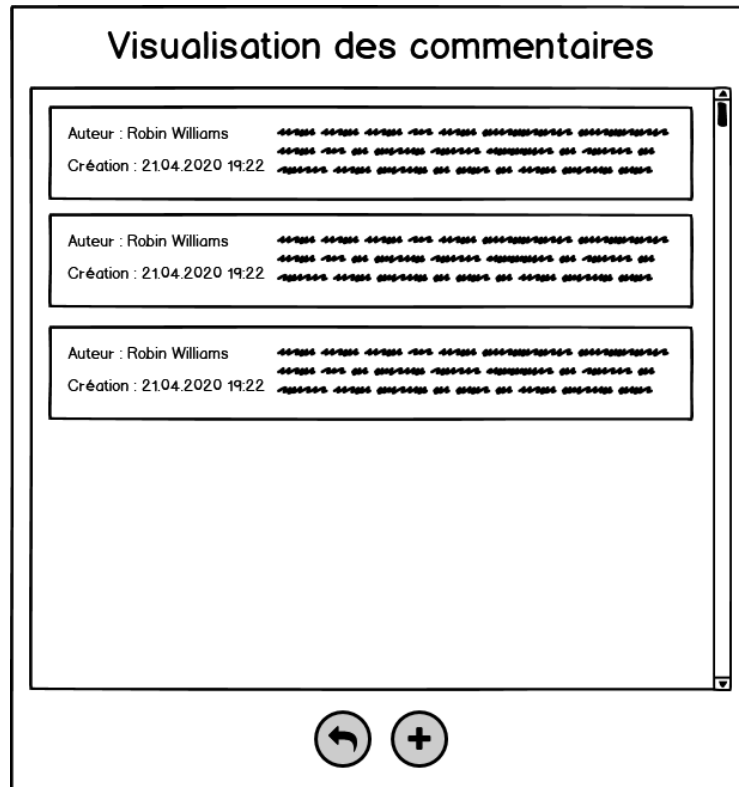 Visualisation des commentaires
Auteur : Robin Williams
Création : 21.04.2020 19:22
Auteur : Robin Williams
Création : 21.04.2020 19:22
Auteur : Robin Williams
Création : 21.04.2020 19:22